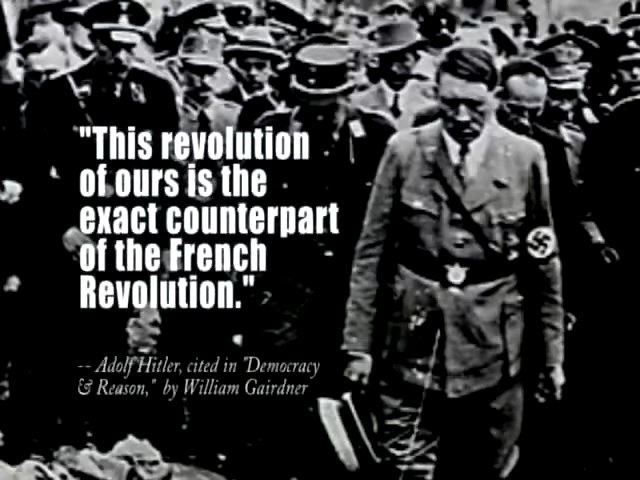 "This revolution
of ours is the
exact counterpart
of the French
Revolution."
-- Adolf Hitler, cited in "Democracy
& Reason," by William Gairdner